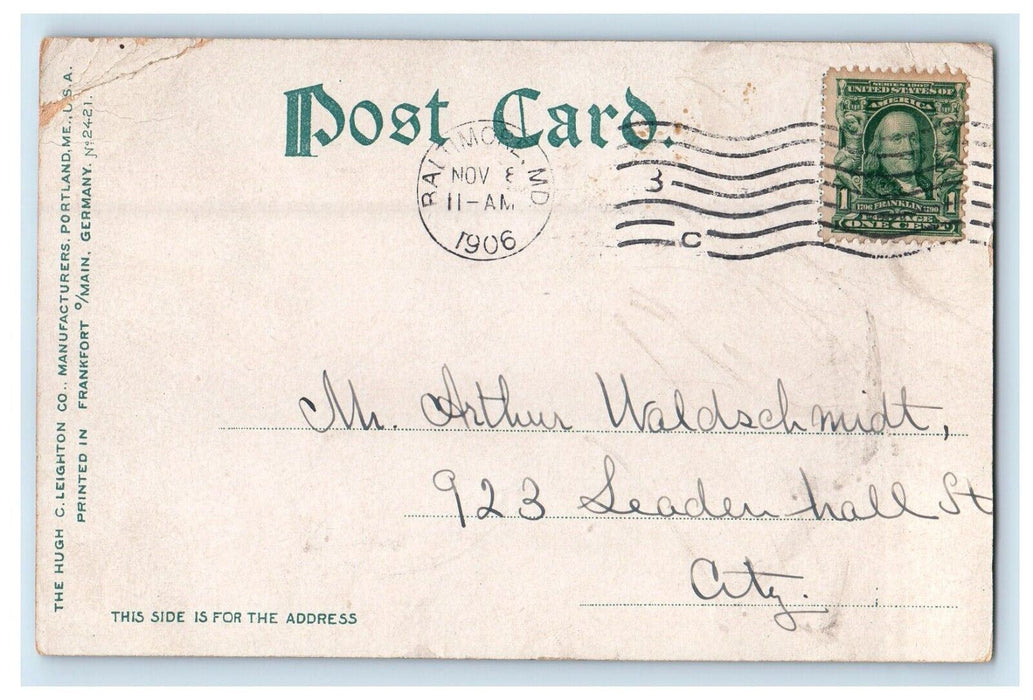 Post Card.
BALTIMORE, MD
NOV 8
11-AM
1906
B
C
SERIES 1902
UNITED STATES OF
AMERICA
1706 FRANKLIN 1790
1 1
POSTAGE
ONE CENT
THE HUGH C. LEIGHTON CO., MANUFACTURERS, PORTLAND, ME., U.S.A.
PRINTED IN FRANKFORT o/MAIN, GERMANY. No 2421.
Mr. Arthur Waldschmidt,
923 Leadenhall St
City.
THIS SIDE IS FOR THE ADDRESS